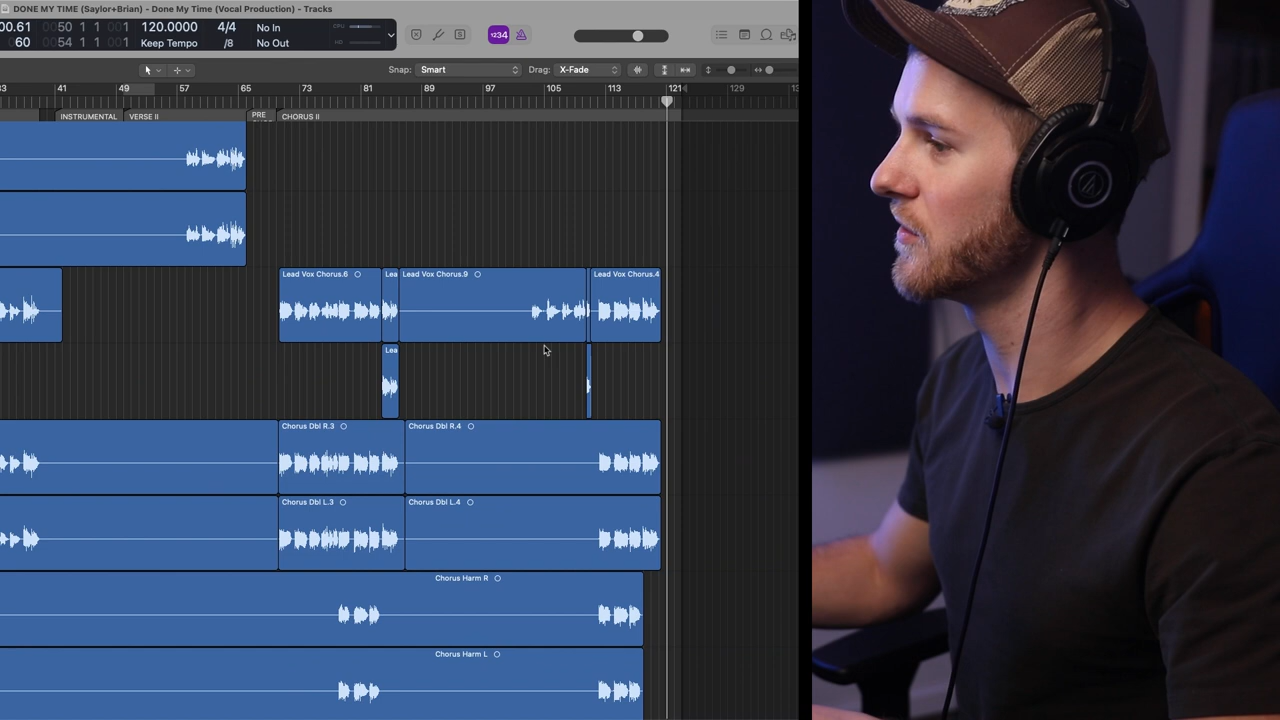 DONE MY TIME (Saylor+Brian) - Done My Time (Vocal Production) - Tracks
00.61 50 1 1 001 120.0000 4/4 No In
60 54 1 1 001 Keep Tempo /8 No Out
CPU
HD
1234
S
Snap: Smart Drag: X-Fade
41 49 57 65 73 81 89 97 105 113 121 129
INSTRUMENTAL VERSE II PRE CHORUS II
Lead Vox Chorus.6 Lea Lead Vox Chorus.9 Lead Vox Chorus.4
Lea
Chorus Dbl R.3 Chorus Dbl R.4
Chorus Dbl L.3 Chorus Dbl L.4
Chorus Harm R
Chorus Harm L